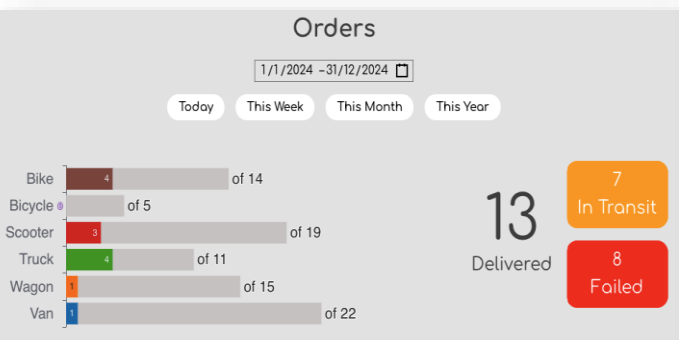 Orders
1/1/2024 -31/12/2024
Today This Week This Month This Year
Bike 4 of 14
Bicycle 0 of 5
Scooter 3 of 19
Truck 4 of 11
Wagon 1 of 15
Van 1 of 22
13
Delivered
7
In Transit
8
Failed